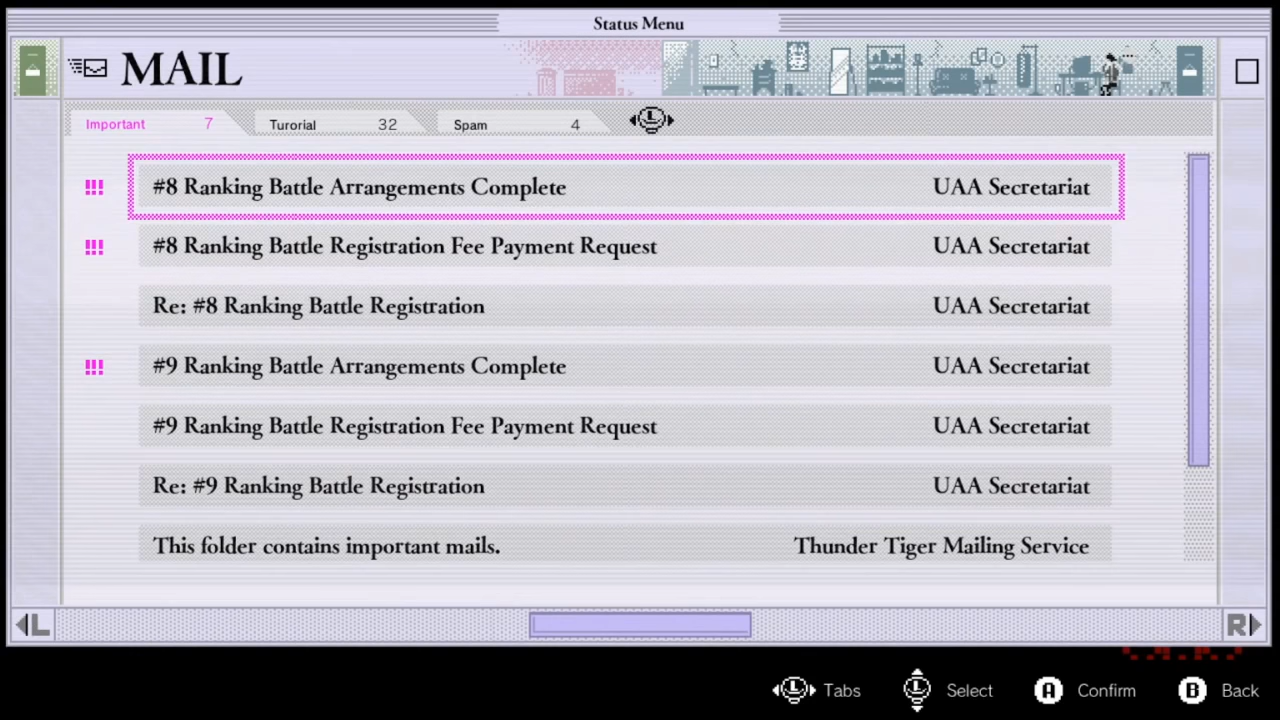 Status Menu
MAIL
Important 7 Turorial 32 Spam 4
L
!!! #8 Ranking Battle Arrangements Complete UAA Secretariat
!!! #8 Ranking Battle Registration Fee Payment Request UAA Secretariat
Re: #8 Ranking Battle Registration UAA Secretariat
!!! #9 Ranking Battle Arrangements Complete UAA Secretariat
#9 Ranking Battle Registration Fee Payment Request UAA Secretariat
Re: #9 Ranking Battle Registration UAA Secretariat
This folder contains important mails. Thunder Tiger Mailing Service
L R
L Tabs L Select A Confirm B Back